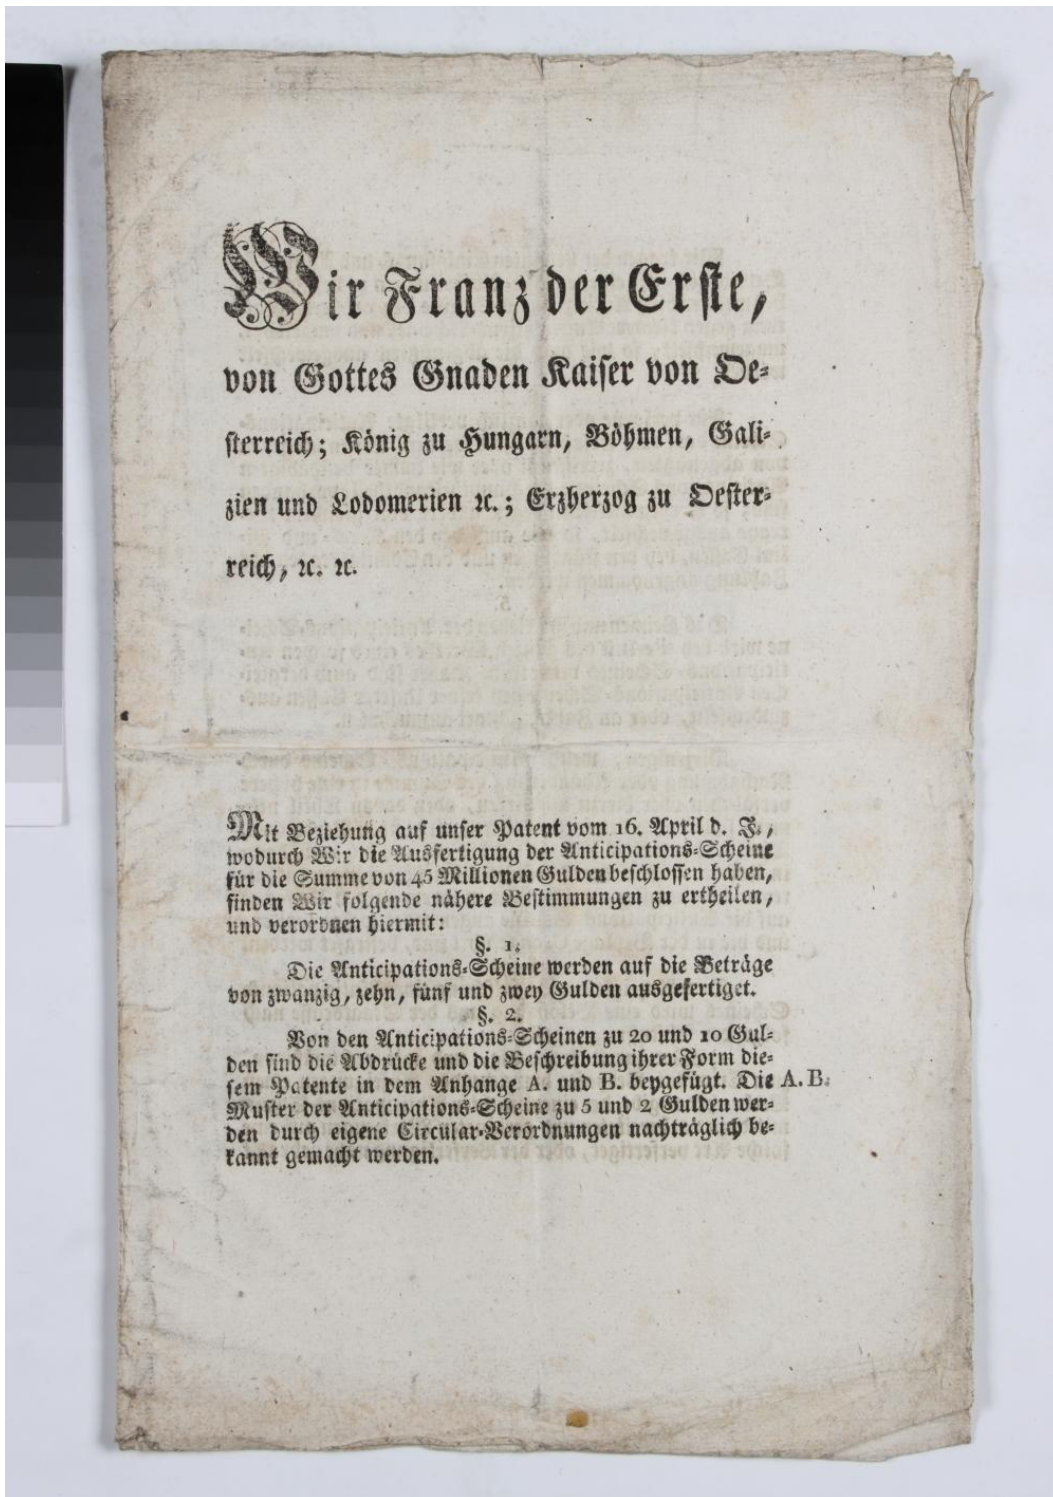 Wir Franz der Erste,
von Gottes Gnaden Kaiser von Oe-
sterreich; König zu Hungarn, Böhmen, Gali-
zien und Lodomerien ꝛc.; Erzherzog zu Oester-
reich, ꝛc. ꝛc.
Mit Beziehung auf unser Patent vom 16. April d. J.,
wodurch Wir die Ausfertigung der Anticipations-Scheine
für die Summe von 45 Millionen Gulden beschlossen haben,
finden Wir folgende nähere Bestimmungen zu ertheilen,
und verordnen hiermit:
§. 1.
Die Anticipations-Scheine werden auf die Beträge
von zwanzig, zehn, fünf und zwey Gulden ausgefertiget.
§. 2.
Von den Anticipations-Scheinen zu 20 und 10 Gul-
den sind die Abdrücke und die Beschreibung ihrer Form die-
sem Patente in dem Anhange A. und B. beygefügt. Die A. B.
Muster der Anticipations-Scheine zu 5 und 2 Gulden wer-
den durch eigene Circular-Verordnungen nachträglich be-
kannt gemacht werden.